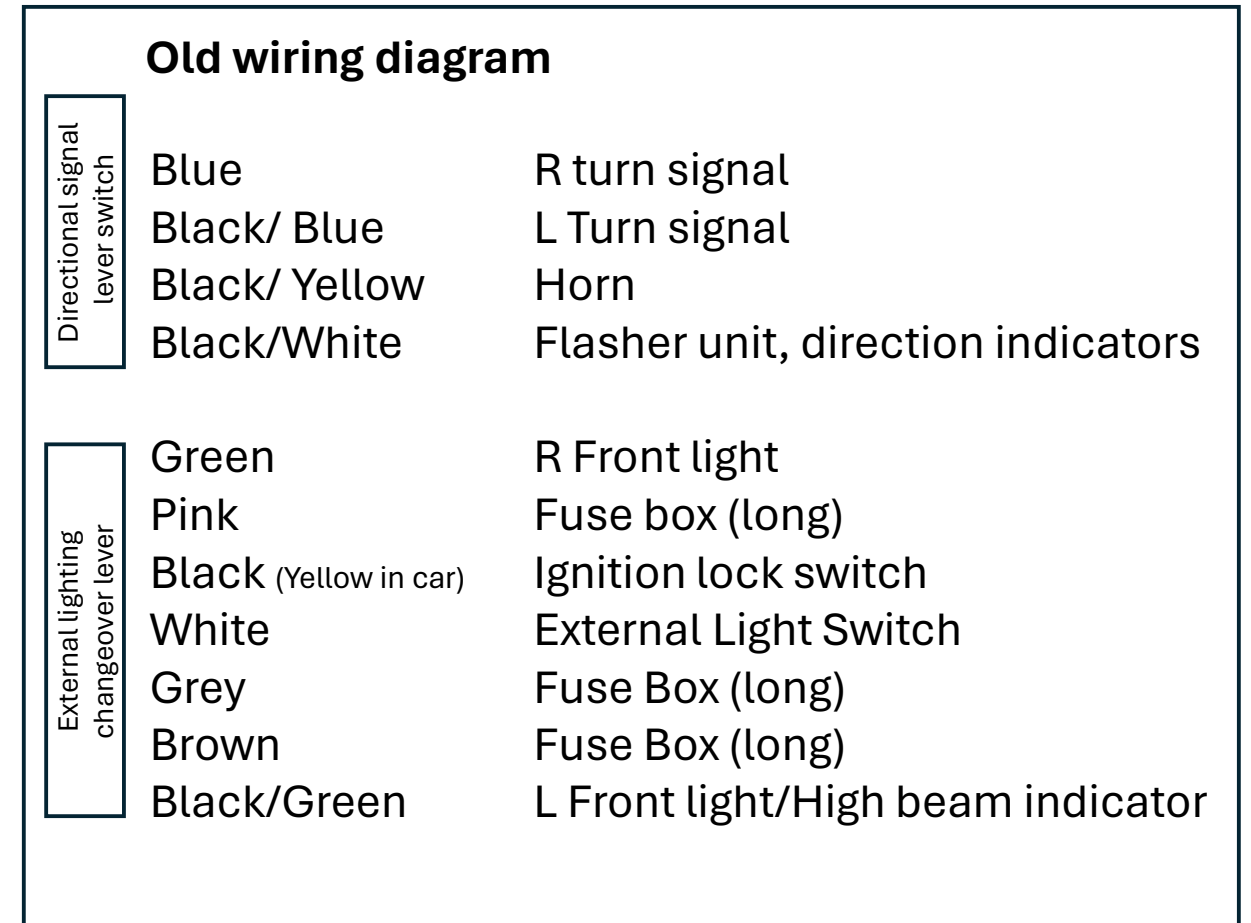 Old wiring diagram
Directional signal
lever switch
Blue R turn signal
Black/ Blue L Turn signal
Black/ Yellow Horn
Black/White Flasher unit, direction indicators
External lighting
changeover lever
Green R Front light
Pink Fuse box (long)
Black (Yellow in car) Ignition lock switch
White External Light Switch
Grey Fuse Box (long)
Brown Fuse Box (long)
Black/Green L Front light/High beam indicator